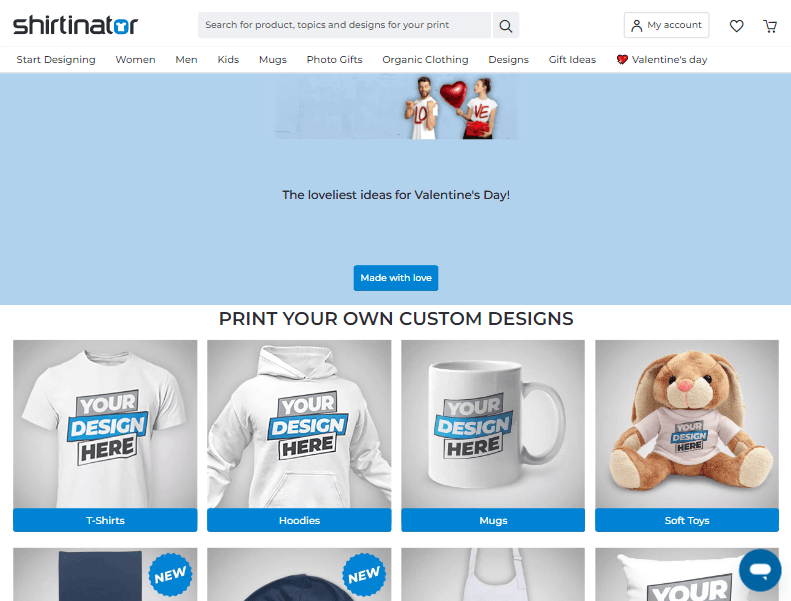 shirtinator
Search for product, topics and designs for your print
My account
Start Designing Women Men Kids Mugs Photo Gifts Organic Clothing Designs Gift Ideas Valentine's day
LO VE
The loveliest ideas for Valentine's Day!
Made with love
PRINT YOUR OWN CUSTOM DESIGNS
YOUR
DESIGN
HERE
YOUR
DESIGN
HERE
YOUR
DESIGN
HERE
YOUR
DESIGN
HERE
T-Shirts Hoodies Mugs Soft Toys
NEW NEW
YOUR